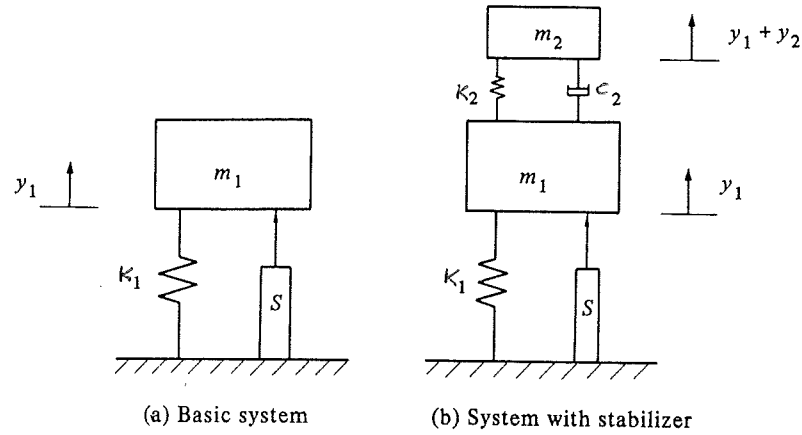 m₂
y₁ + y₂
K₂
c₂
m₁
y₁
K₁
S
(a) Basic system
m₁
y₁
K₁
S
(b) System with stabilizer